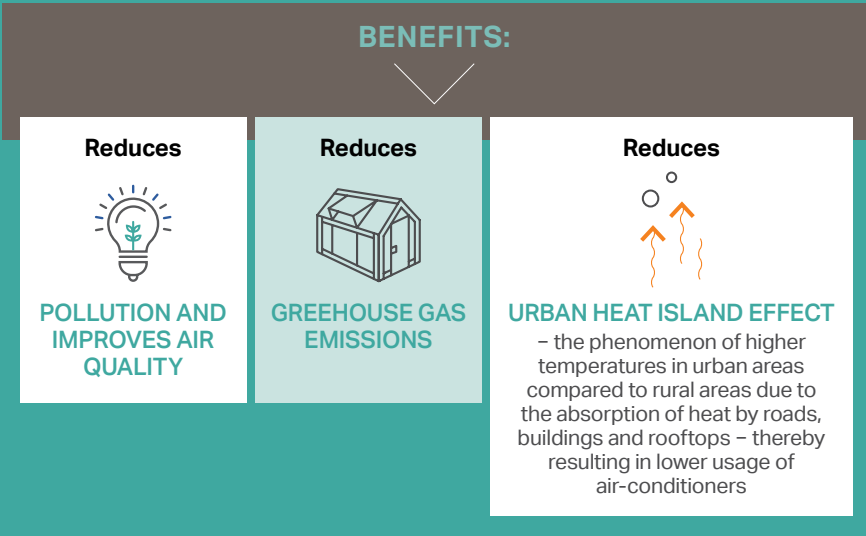 BENEFITS:
Reduces
POLLUTION AND
IMPROVES AIR
QUALITY
Reduces
GREEHOUSE GAS
EMISSIONS
Reduces
URBAN HEAT ISLAND EFFECT
– the phenomenon of higher
temperatures in urban areas
compared to rural areas due to
the absorption of heat by roads,
buildings and rooftops – thereby
resulting in lower usage of
air-conditioners